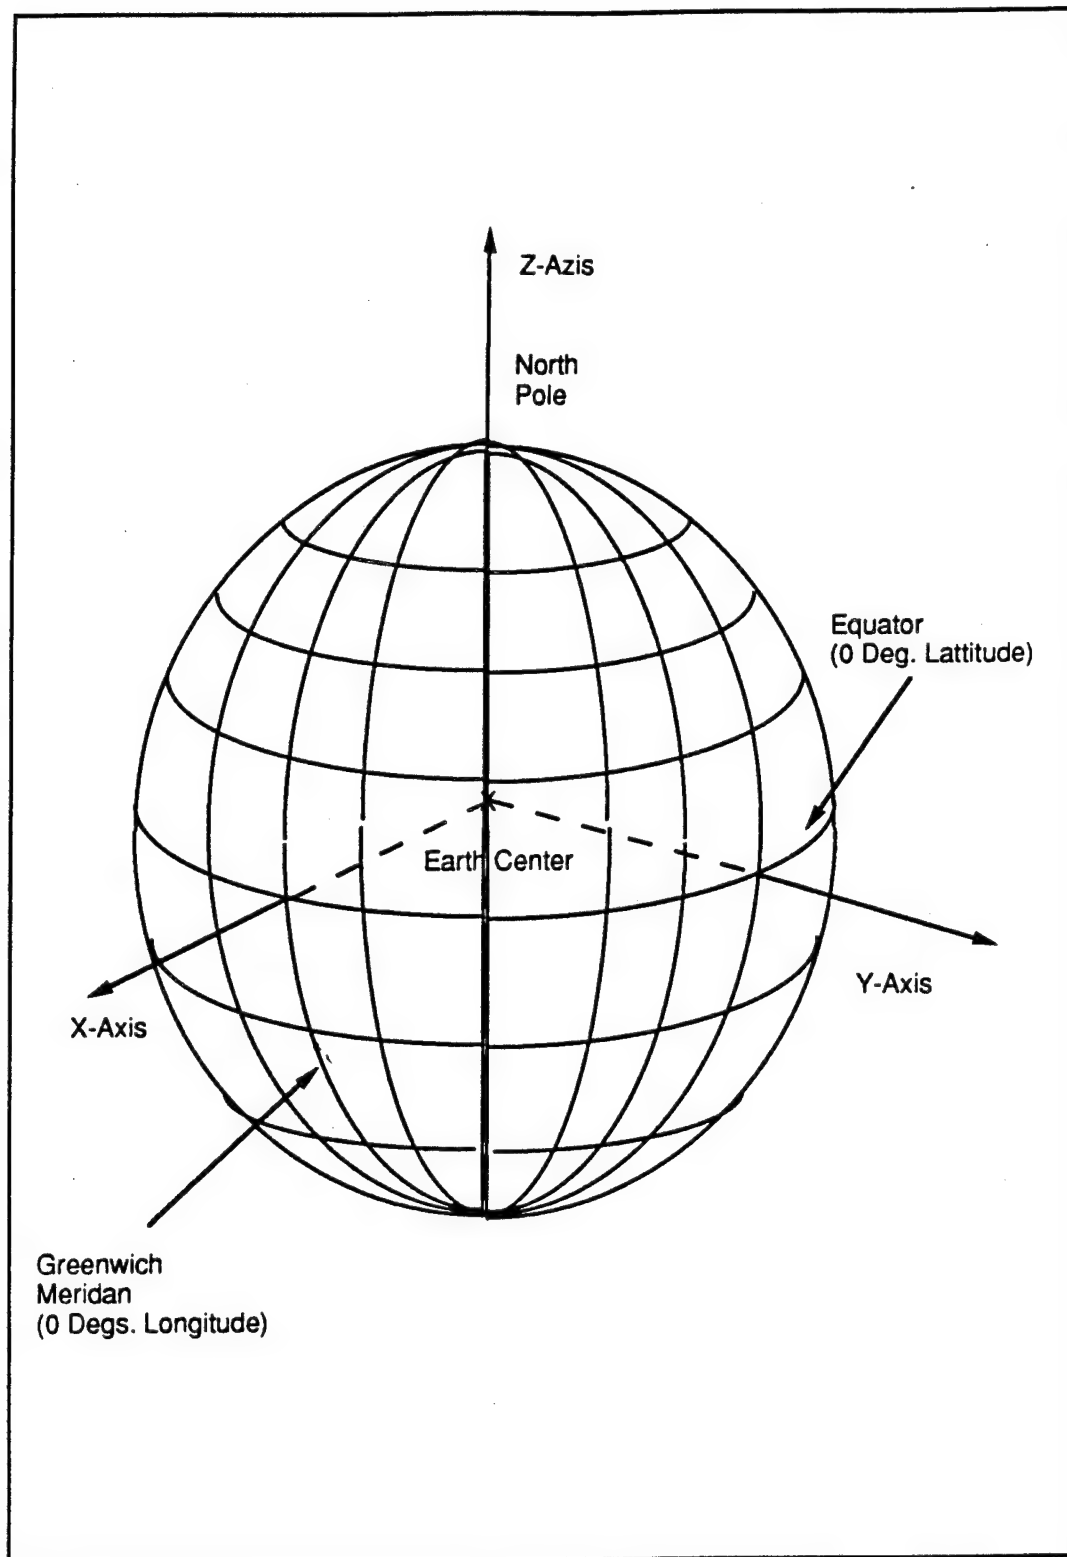 Z-Azis
North
Pole
Equator
(0 Deg. Lattitude)
Earth Center
Y-Axis
X-Axis
Greenwich
Meridan
(0 Degs. Longitude)